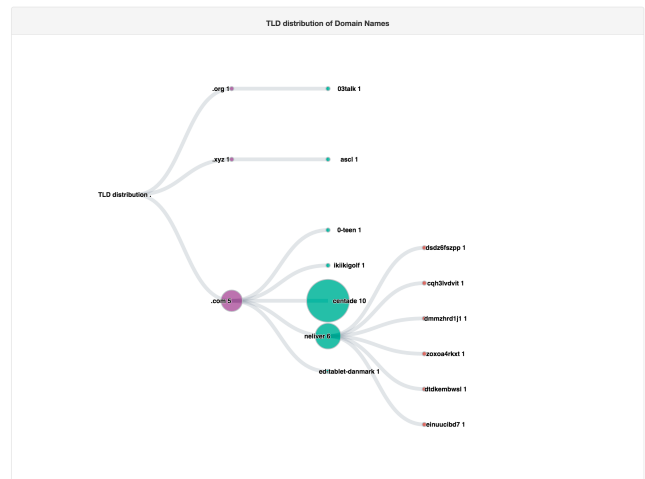 TLD distribution of Domain Names
.org 1
03talk 1
.xyz 1
ascl 1
TLD distribution .
0-teen 1
dsdz6fszpp 1
ikiikigolf 1
cqh3lvdvit 1
.com 5
centade 10
dmmzhrd1j1 1
neliver 6
zoxoa4rkxt 1
editablet-danmark 1
dtdkembwsl 1
einuucibd7 1